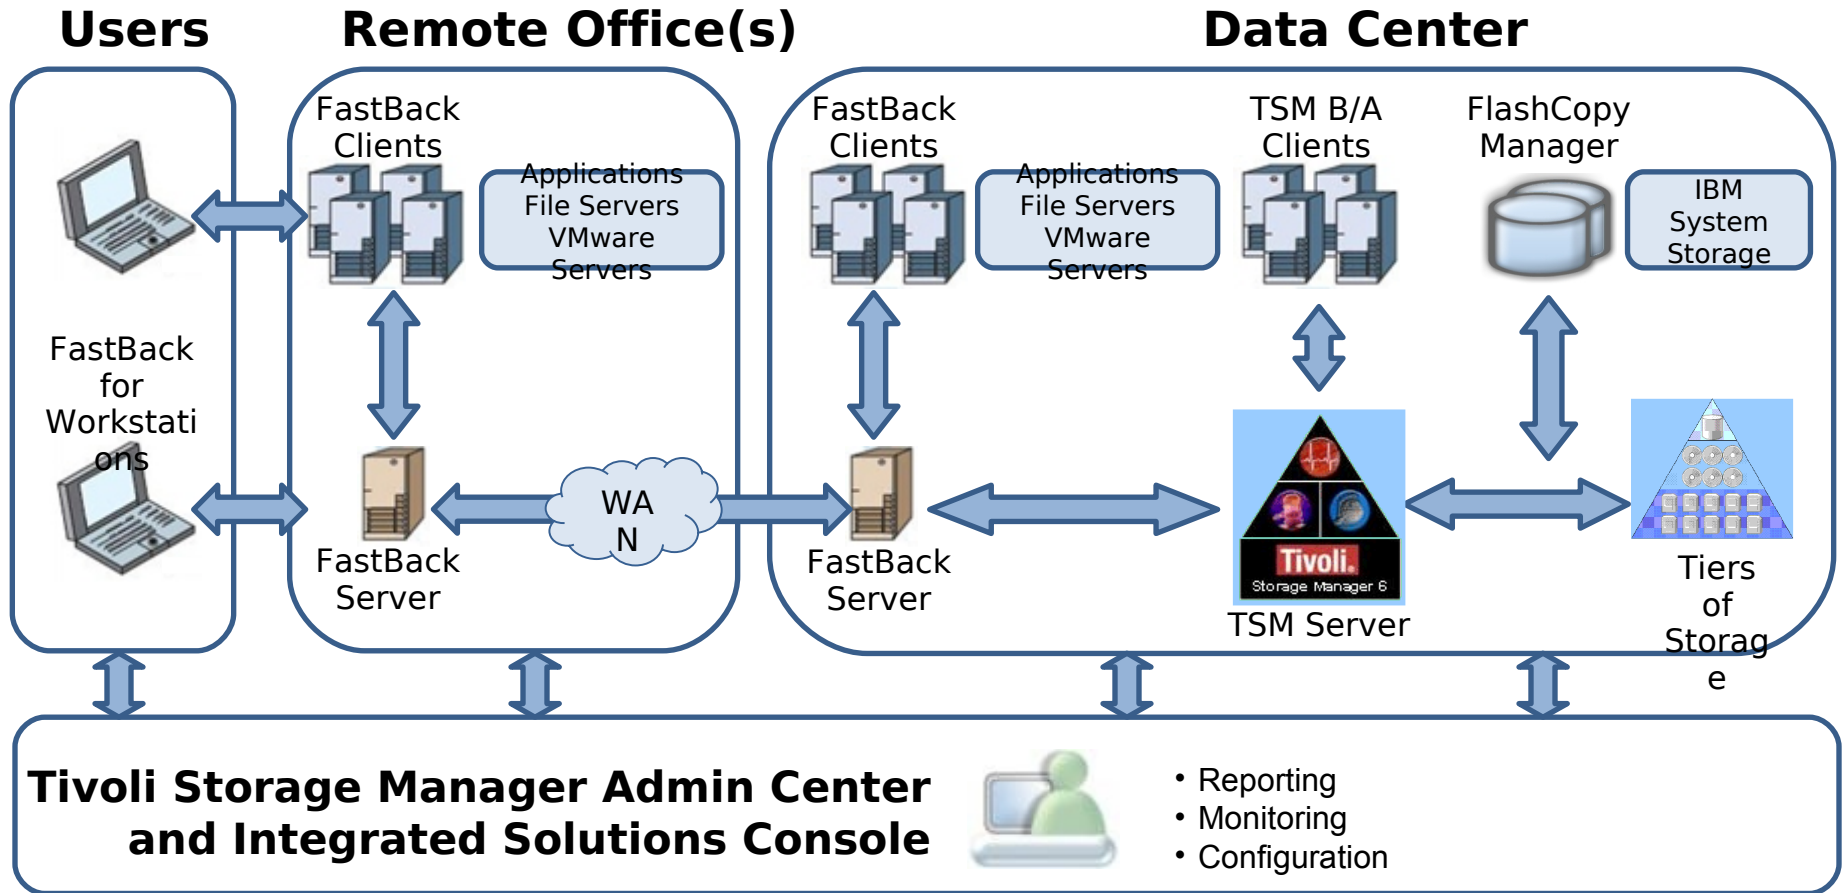 Users
Remote Office(s)
Data Center
FastBack
for
Workstati
ons
FastBack
Clients
Applications
File Servers
VMware
Servers
FastBack
Server
WA
N
FastBack
Clients
Applications
File Servers
VMware
Servers
TSM B/A
Clients
FlashCopy
Manager
IBM
System
Storage
FastBack
Server
Tivoli.
Storage Manager 6
TSM Server
Tiers
of
Storag
e
Tivoli Storage Manager Admin Center
and Integrated Solutions Console
• Reporting
• Monitoring
• Configuration